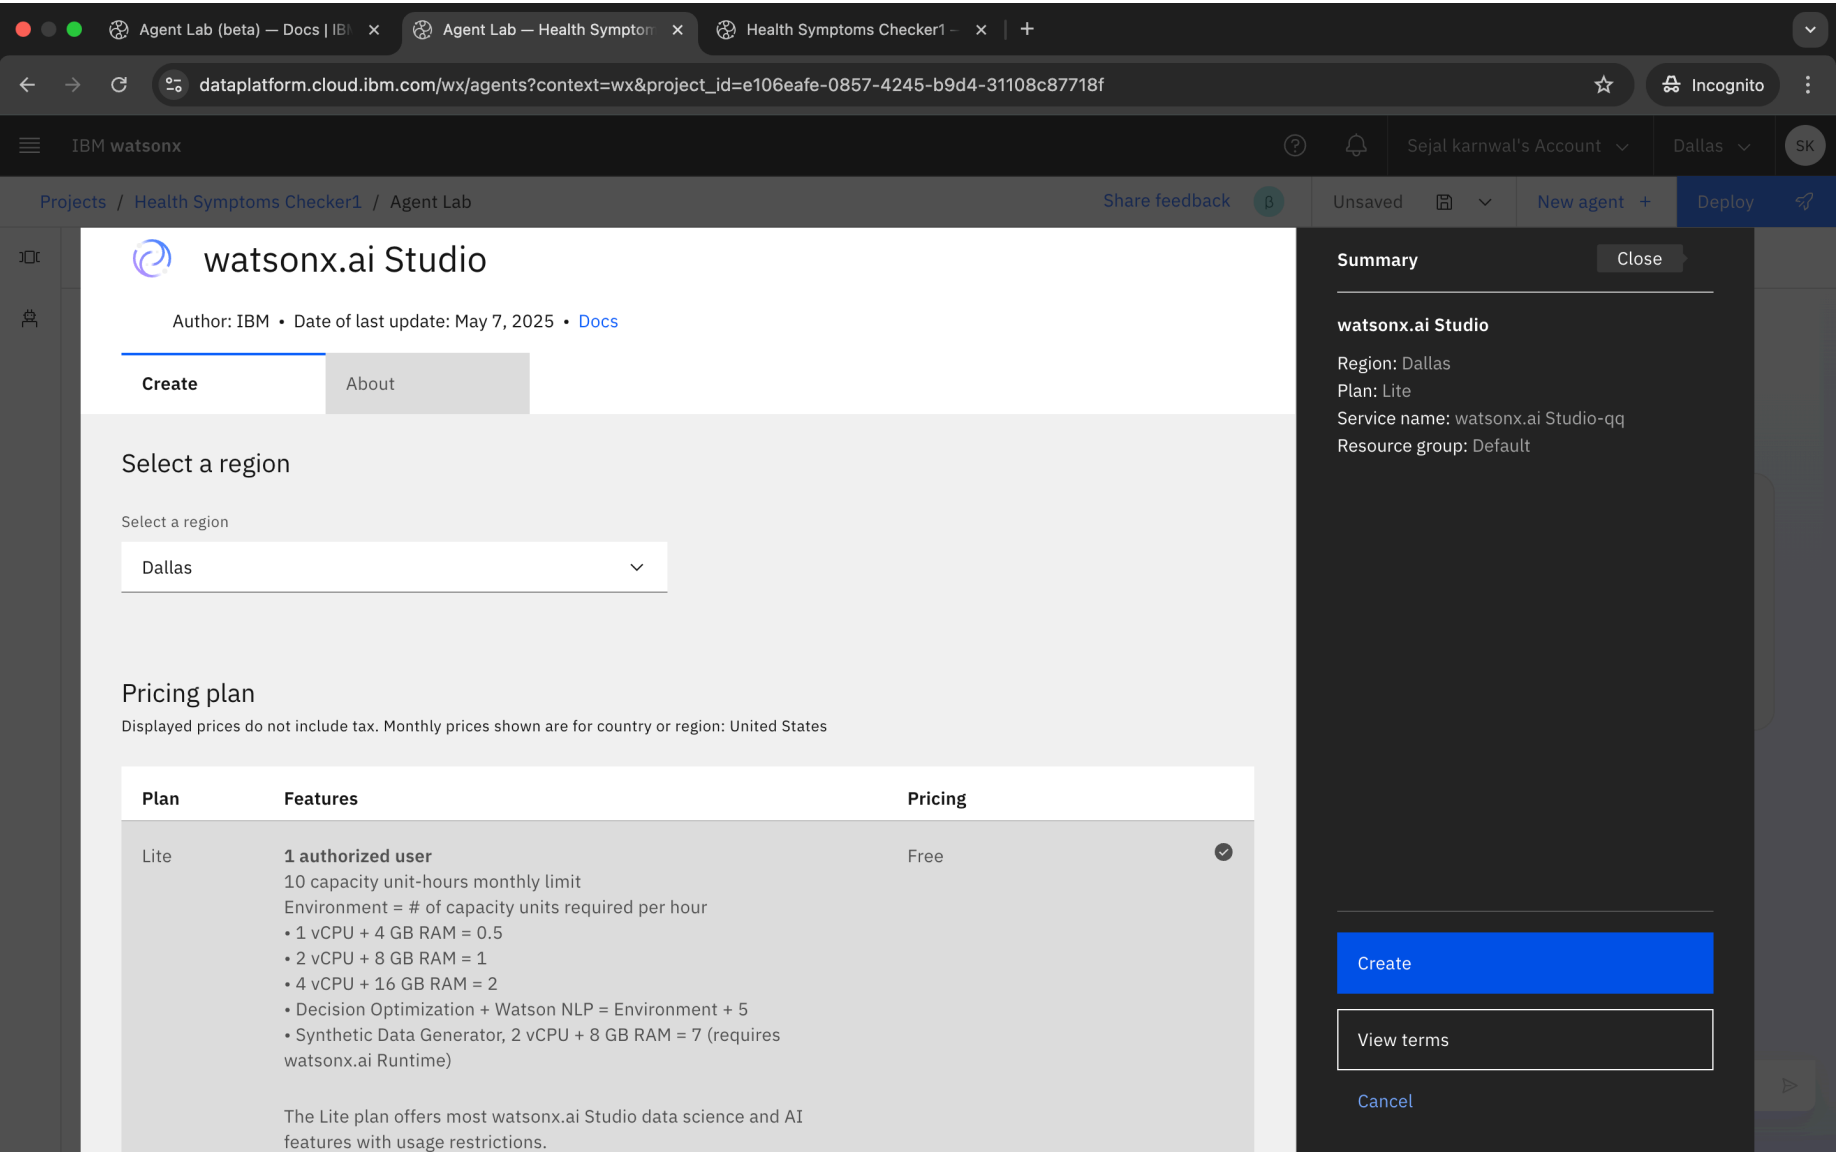 Agent Lab (beta) — Docs | IBM
Agent Lab — Health Symptom
Health Symptoms Checker1 –
dataplatform.cloud.ibm.com/wx/agents?context=wx&project_id=e106eafe-0857-4245-b9d4-31108c87718f
Incognito
IBM watsonx
Sejal karnwal's Account
Dallas
SK
Projects / Health Symptoms Checker1 / Agent Lab
Share feedback
β
Unsaved
New agent +
Deploy
watsonx.ai Studio
Author: IBM • Date of last update: May 7, 2025 • Docs
Create
About
Select a region
Select a region
Dallas
Pricing plan
Displayed prices do not include tax. Monthly prices shown are for country or region: United States
Plan
Features
Pricing
Lite
1 authorized user
Free
10 capacity unit-hours monthly limit
Environment = # of capacity units required per hour
• 1 vCPU + 4 GB RAM = 0.5
• 2 vCPU + 8 GB RAM = 1
• 4 vCPU + 16 GB RAM = 2
• Decision Optimization + Watson NLP = Environment + 5
• Synthetic Data Generator, 2 vCPU + 8 GB RAM = 7 (requires
watsonx.ai Runtime)
The Lite plan offers most watsonx.ai Studio data science and AI
features with usage restrictions.
Summary
Close
watsonx.ai Studio
Region: Dallas
Plan: Lite
Service name: watsonx.ai Studio-qq
Resource group: Default
Create
View terms
Cancel